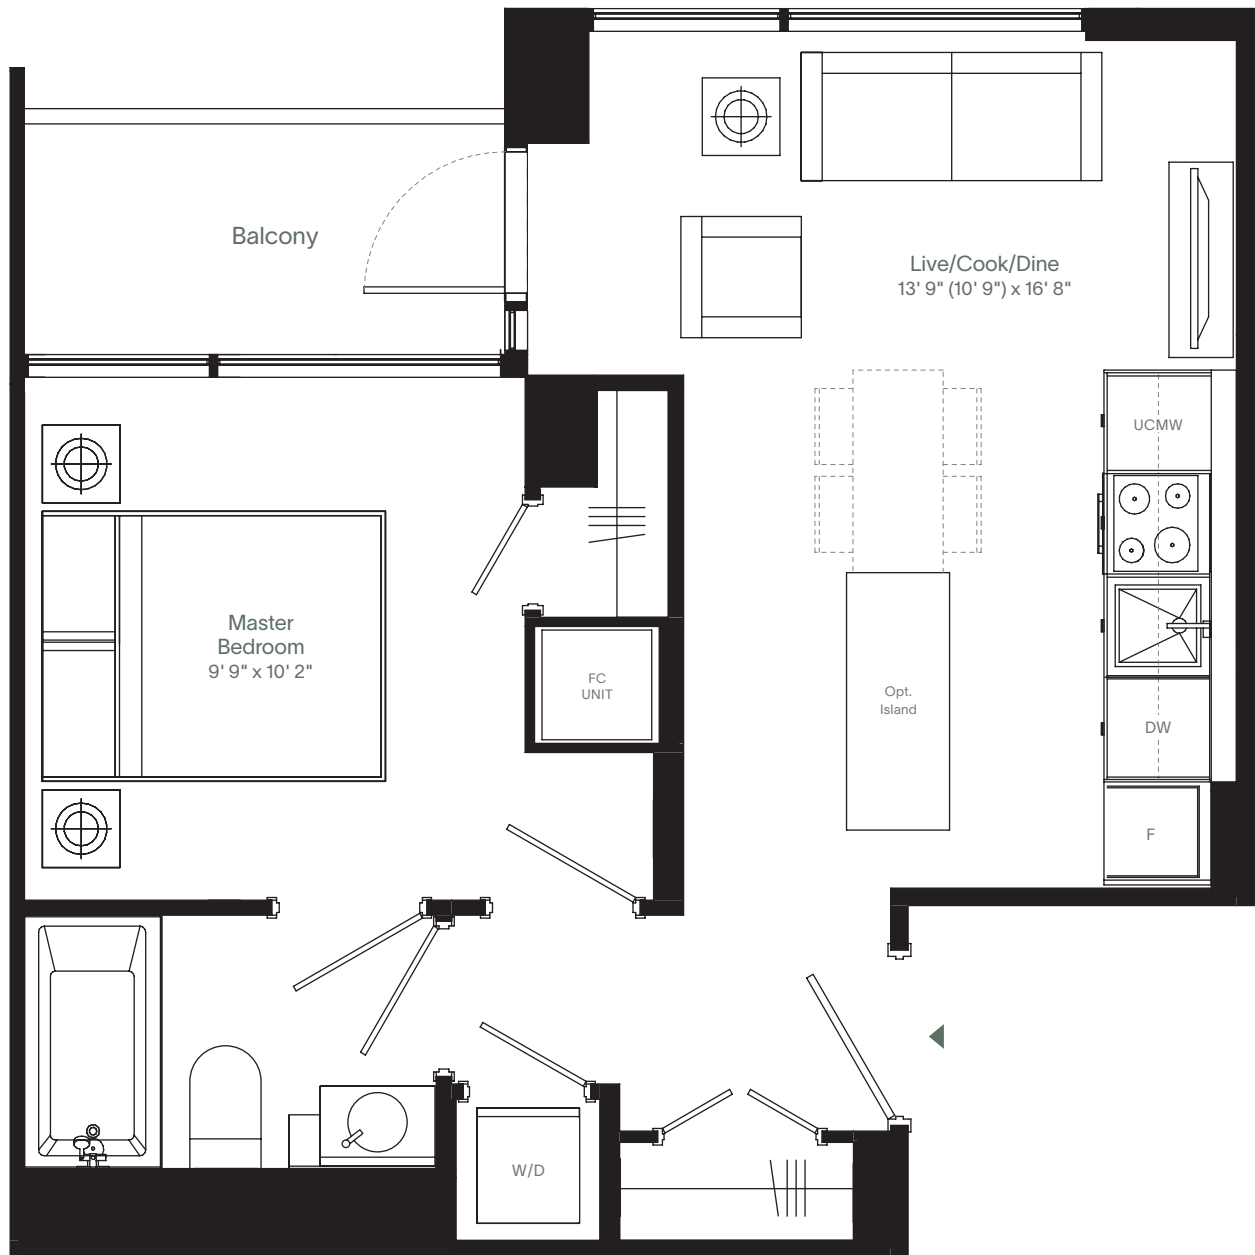 Balcony
Live/Cook/Dine
13' 9" (10' 9") x 16' 8"
UCMW
Master
Bedroom
9' 9" x 10' 2"
FC
UNIT
Opt.
Island
DW
F
W/D